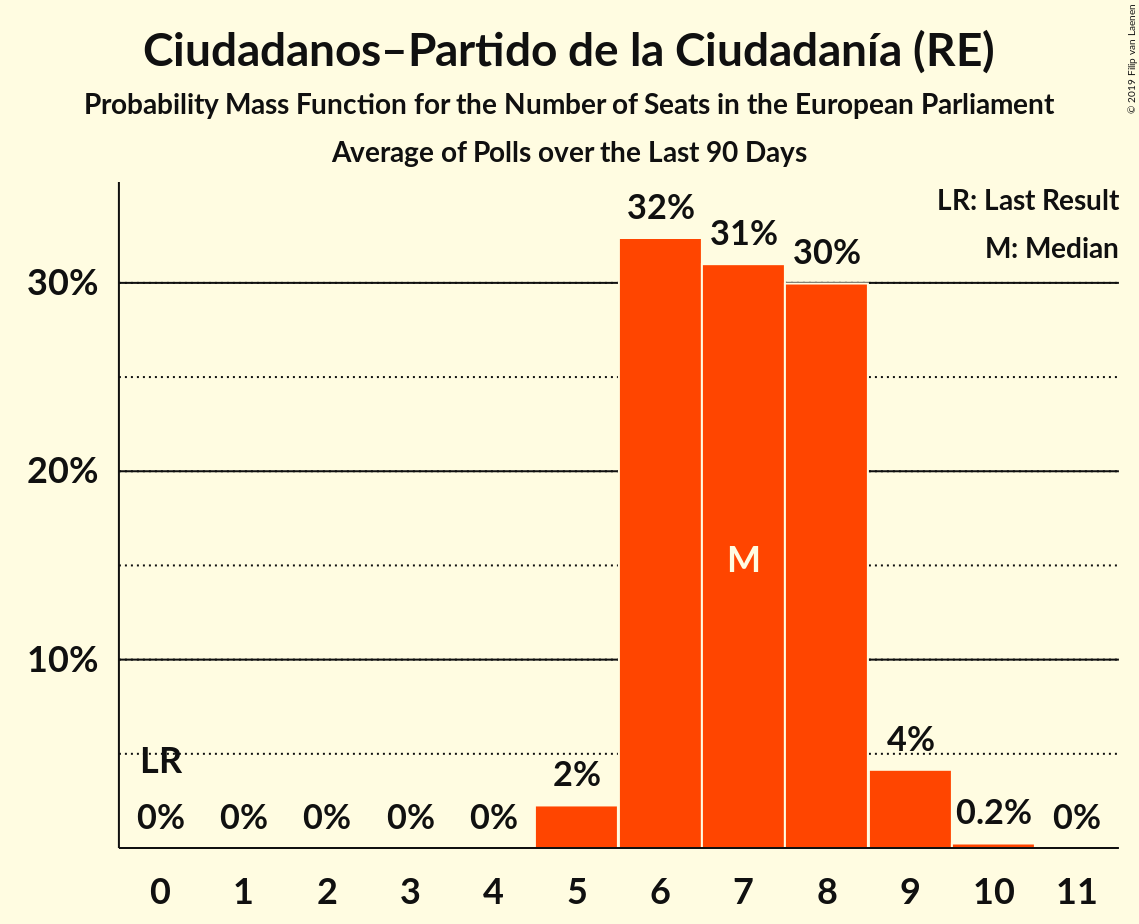 Ciudadanos–Partido de la Ciudadanía (RE)
Probability Mass Function for the Number of Seats in the European Parliament
Average of Polls over the Last 90 Days
© 2019 Filip van Laenen
LR: Last Result
M: Median
32%
31%
30%
30%
20%
10%
M
LR
0%
0%
0%
0%
0%
2%
4%
0.2%
0%
0 1 2 3 4 5 6 7 8 9 10 11